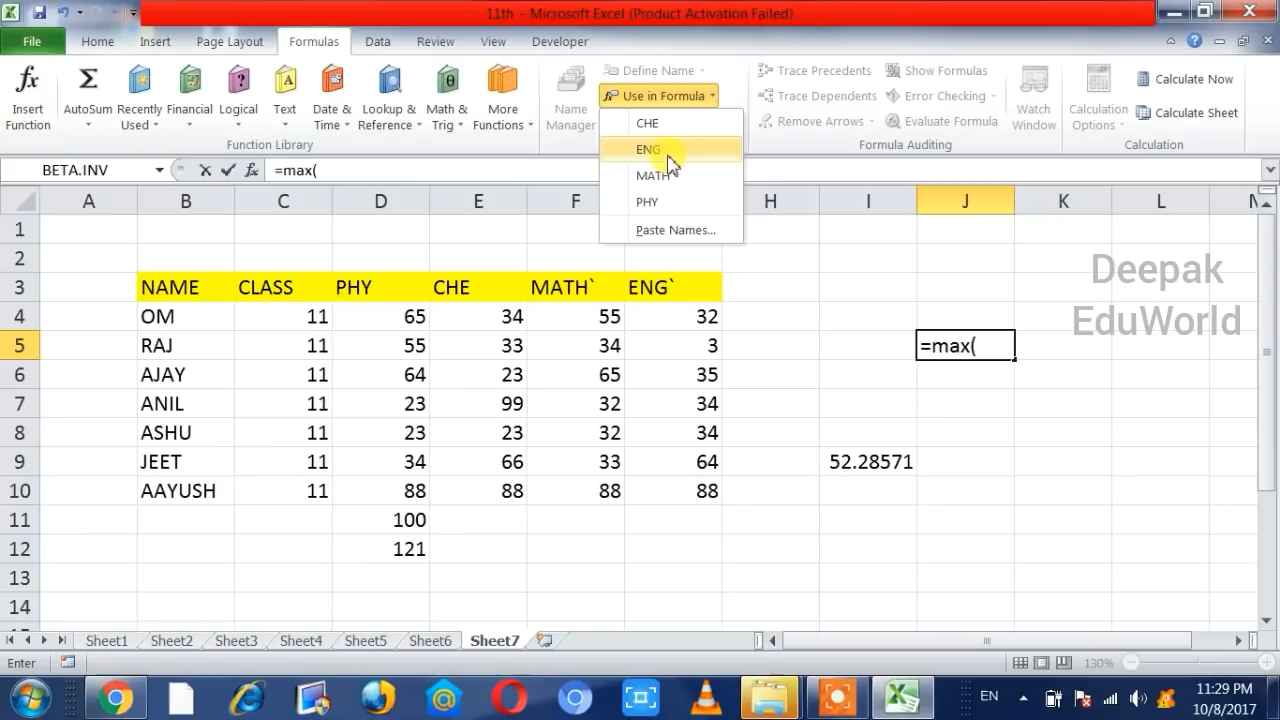 11th - Microsoft Excel (Product Activation Failed)
File Home Insert Page Layout Formulas Data Review View Developer
Insert Function
AutoSum
Recently Used
Financial
Logical
Text
Date & Time
Lookup & Reference
Math & Trig
More Functions
Function Library
Name Manager
Define Name
Use in Formula
CHE
ENG
MATH
PHY
Paste Names...
Trace Precedents
Trace Dependents
Remove Arrows
Show Formulas
Error Checking
Evaluate Formula
Watch Window
Formula Auditing
Calculation Options
Calculate Now
Calculate Sheet
Calculation
BETA.INV fx =max(
A B C D E F H I J K L M
1
2
3 NAME CLASS PHY CHE MATH` ENG`
4 OM 11 65 34 55 32
5 RAJ 11 55 33 34 3 =max(
6 AJAY 11 64 23 65 35
7 ANIL 11 23 99 32 34
8 ASHU 11 23 23 32 34
9 JEET 11 34 66 33 64 52.28571
10 AAYUSH 11 88 88 88 88
11 100
12 121
13
14
Deepak
EduWorld
Sheet1 Sheet2 Sheet3 Sheet4 Sheet5 Sheet6 Sheet7
Enter 130%
EN 11:29 PM
10/8/2017